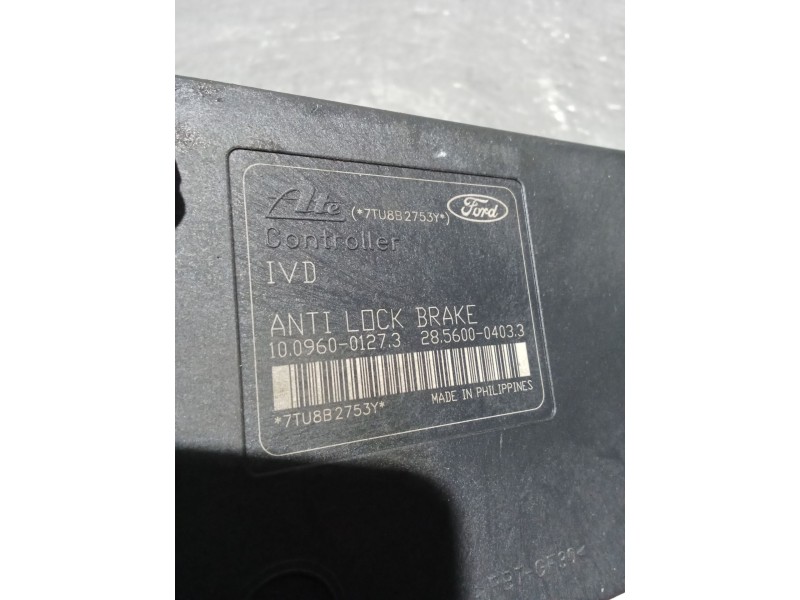 Ate (*7TU8B2753Y*) Ford
Controller
IVD
ANTI LOCK BRAKE
10.0960-0127.3 28.5600-0403.3
MADE IN PHILIPPINES
*7TU8B2753Y*